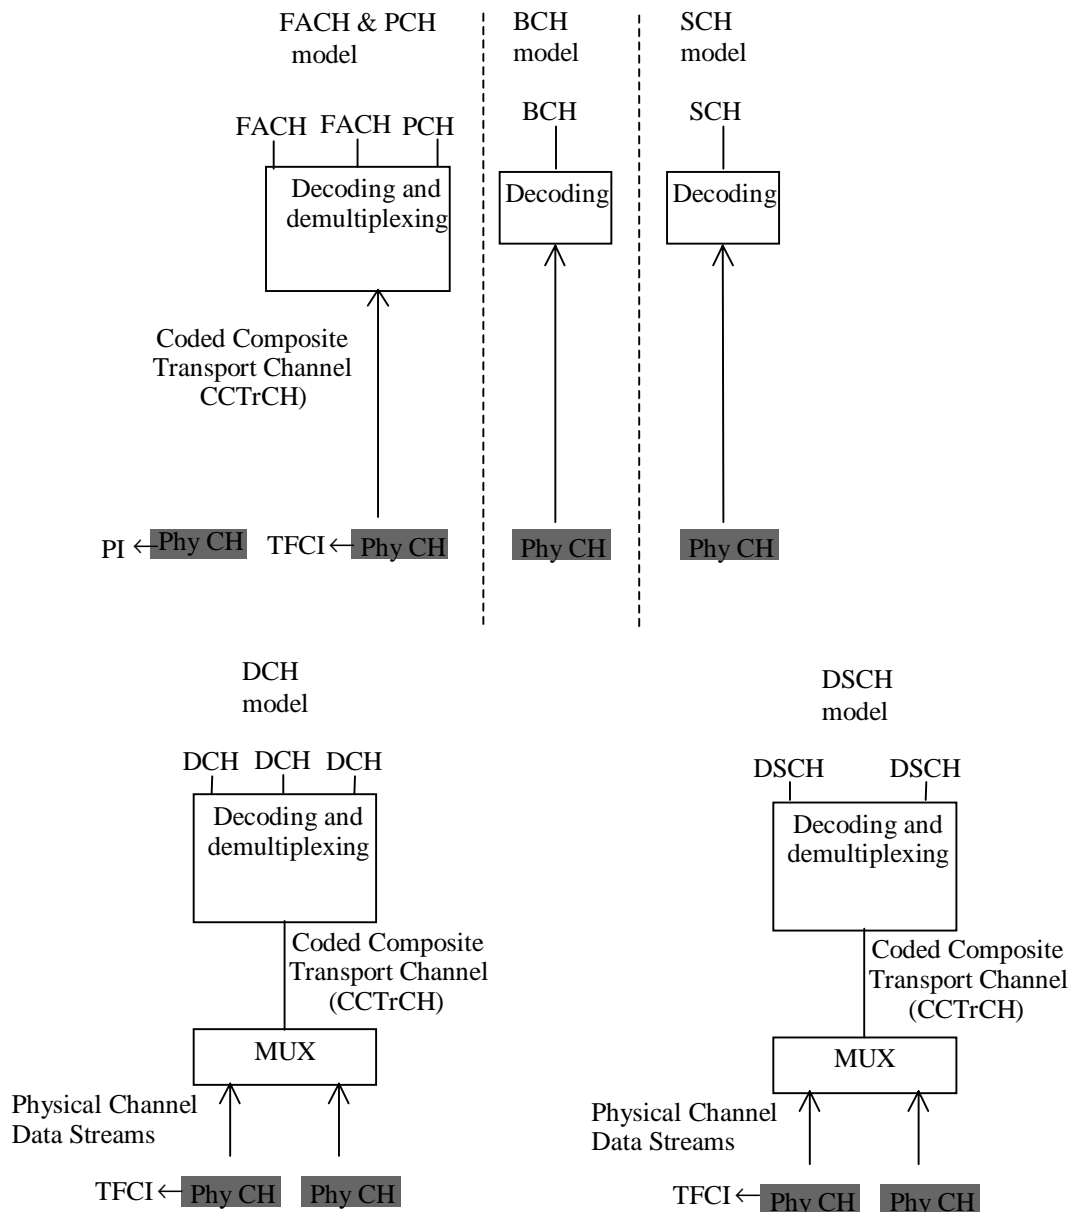 FACH & PCH
model
BCH
model
SCH
model
FACH FACH PCH
BCH
SCH
Decoding and
demultiplexing
Decoding
Decoding
Coded Composite
Transport Channel
CCTrCH)
PI
Phy CH
TFCI
Phy CH
Phy CH
Phy CH
DCH
model
DSCH
model
DCH DCH DCH
DSCH DSCH
Decoding and
demultiplexing
Decoding and
demultiplexing
Coded Composite
Transport Channel
(CCTrCH)
Coded Composite
Transport Channel
(CCTrCH)
MUX
MUX
Physical Channel
Data Streams
Physical Channel
Data Streams
TFCI
Phy CH
Phy CH
TFCI
Phy CH
Phy CH